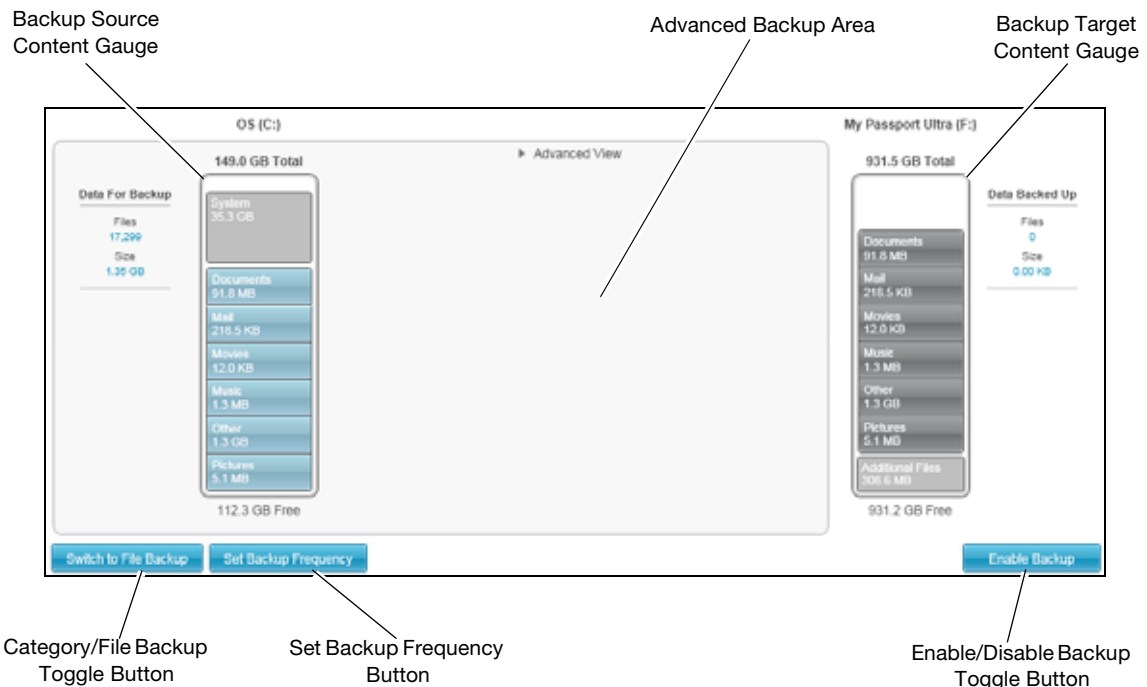 Backup Source
Content Gauge
Advanced Backup Area
Backup Target
Content Gauge
OS (C:)
My Passport Ultra (F:)
149.0 GB Total
▶ Advanced View
931.5 GB Total
Data For Backup
Files
17,299
Size
1.35 GB
System
35.3 GB
Documents
91.8 MB
Mail
218.5 KB
Movies
12.0 KB
Music
1.3 MB
Other
1.3 GB
Pictures
5.1 MB
112.3 GB Free
Documents
91.8 MB
Mail
218.5 KB
Movies
12.0 KB
Music
1.3 MB
Other
1.3 GB
Pictures
5.1 MB
Additional Files
308.6 MB
931.2 GB Free
Data Backed Up
Files
0
Size
0.00 KB
Switch to File Backup
Set Backup Frequency
Enable Backup
Category/File Backup
Toggle Button
Set Backup Frequency
Button
Enable/Disable Backup
Toggle Button